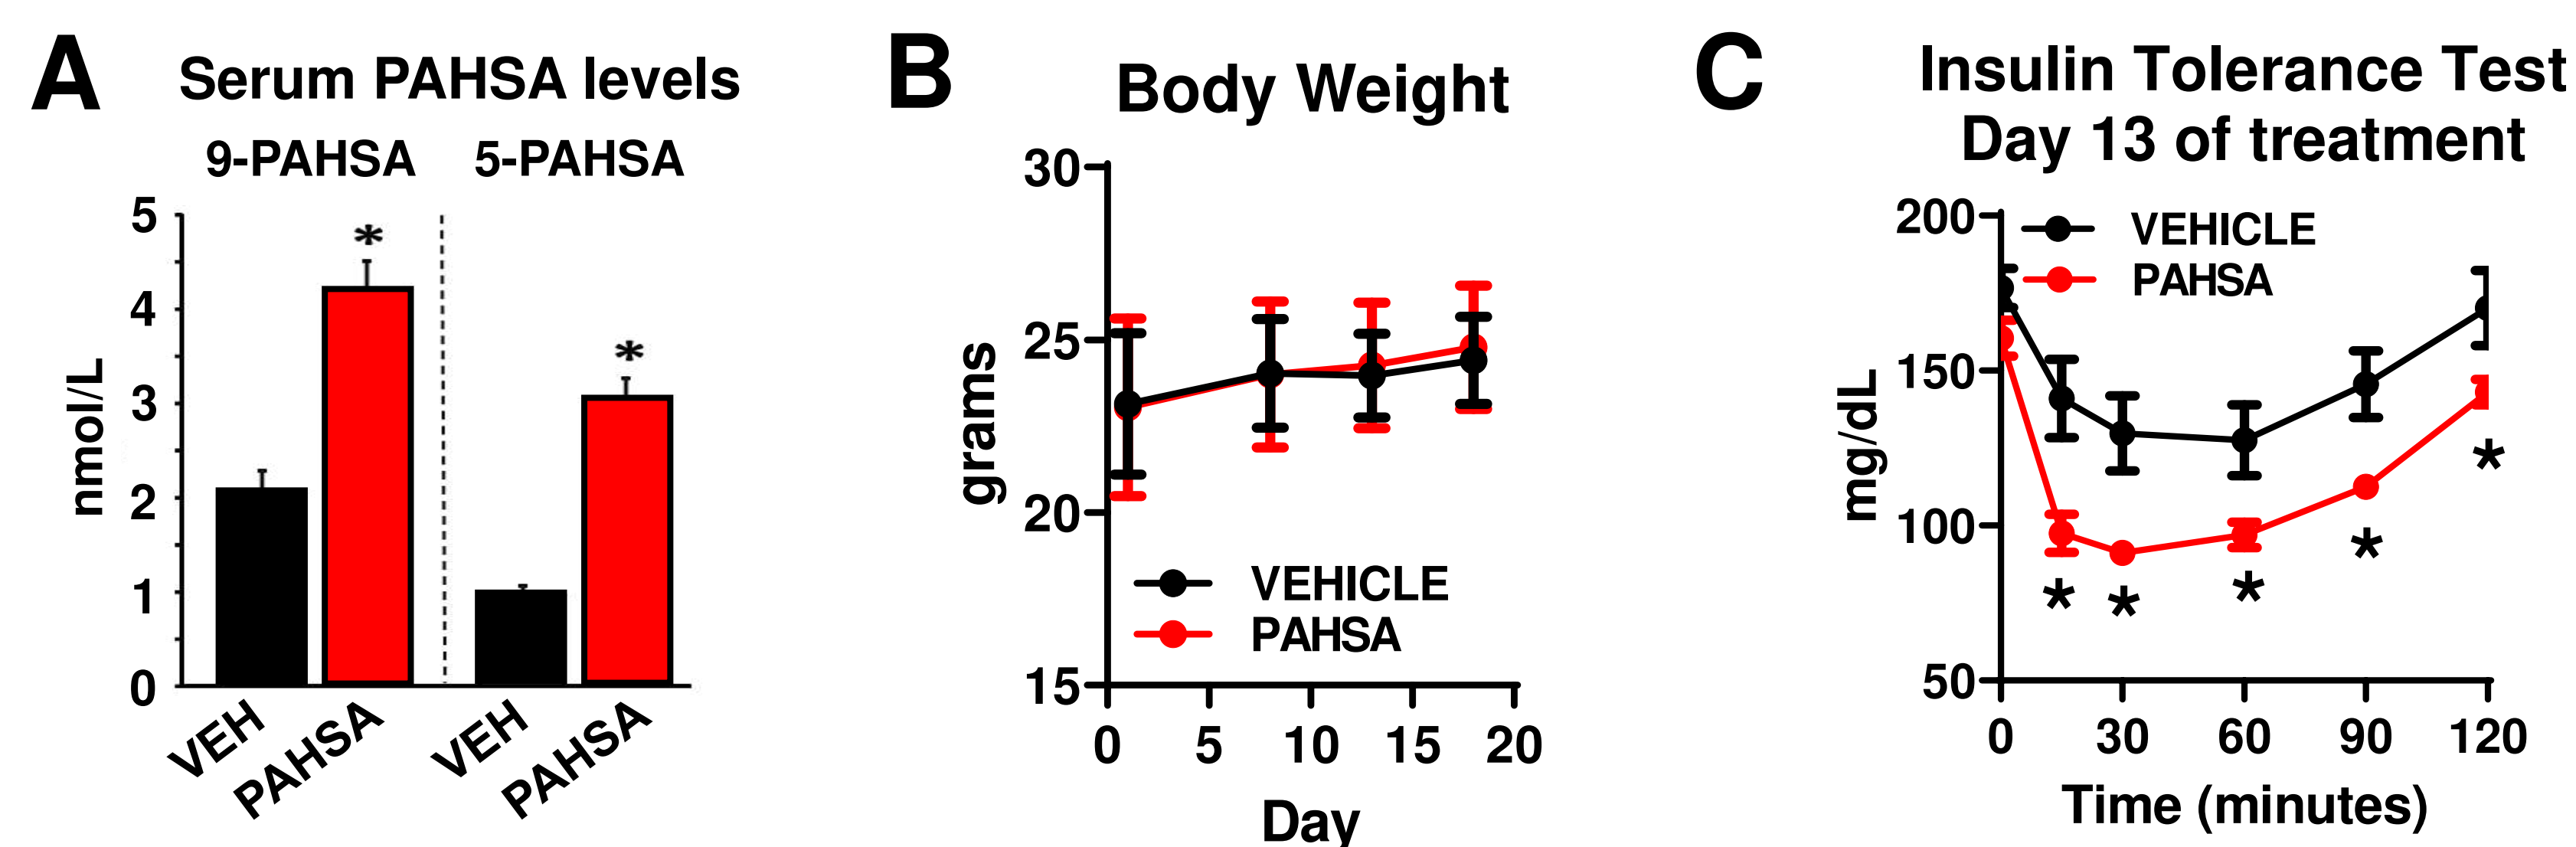 A
Serum PAHSA levels
9-PAHSA 5-PAHSA
nmol/L
5
4
3
2
1
0
*
*
VEH
PAHSA
VEH
PAHSA
B
Body Weight
grams
30
25
20
15
VEHICLE
PAHSA
0 5 10 15 20
Day
C
Insulin Tolerance Test
Day 13 of treatment
mg/dL
200
150
100
50
VEHICLE
PAHSA
* * * * *
0 30 60 90 120
Time (minutes)